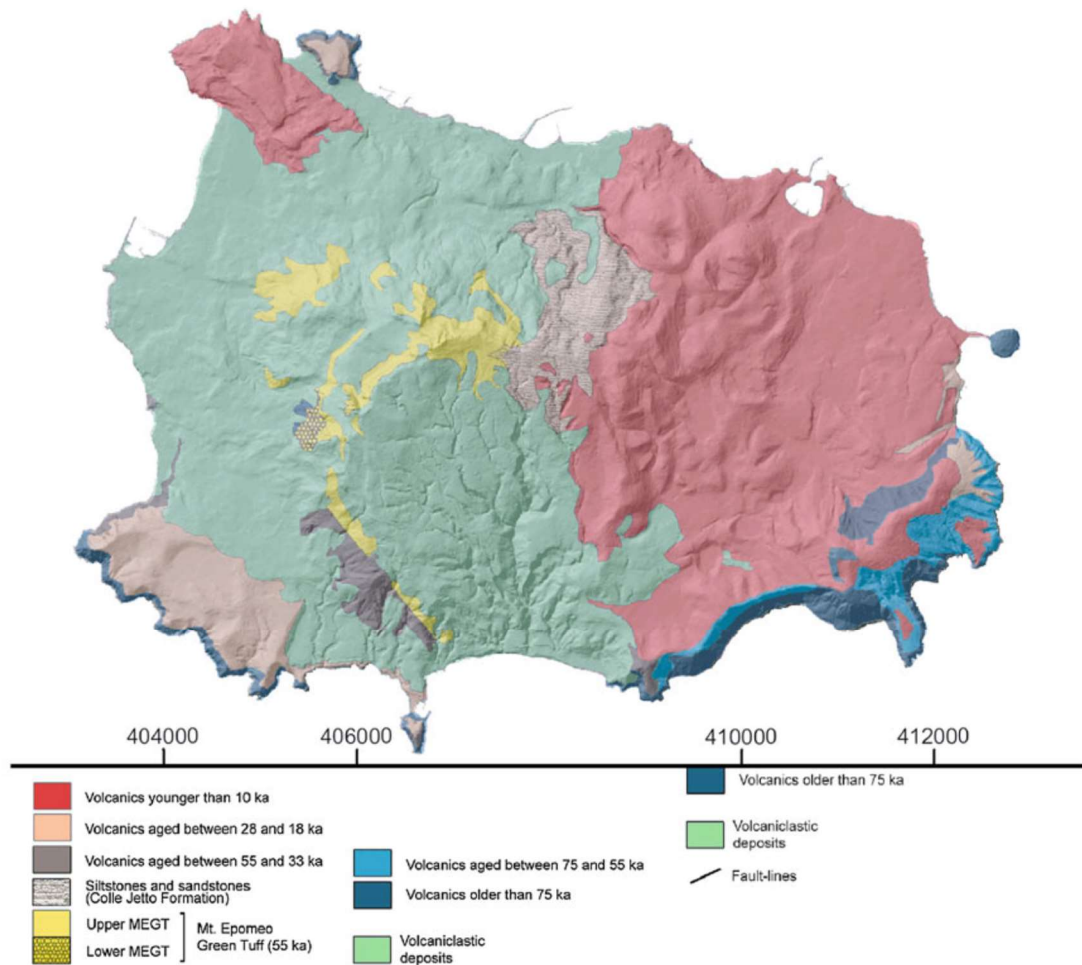 404000
406000
410000
412000
Volcanics younger than 10 ka
Volcanics aged between 28 and 18 ka
Volcanics aged between 55 and 33 ka
Siltstones and sandstones
(Colle Jetto Formation)
Upper MEGT
Lower MEGT
Mt. Epomeo
Green Tuff (55 ka)
Volcanics aged between 75 and 55 ka
Volcanics older than 75 ka
Volcaniclastic
deposits
Volcanics older than 75 ka
Volcaniclastic
deposits
Fault-lines